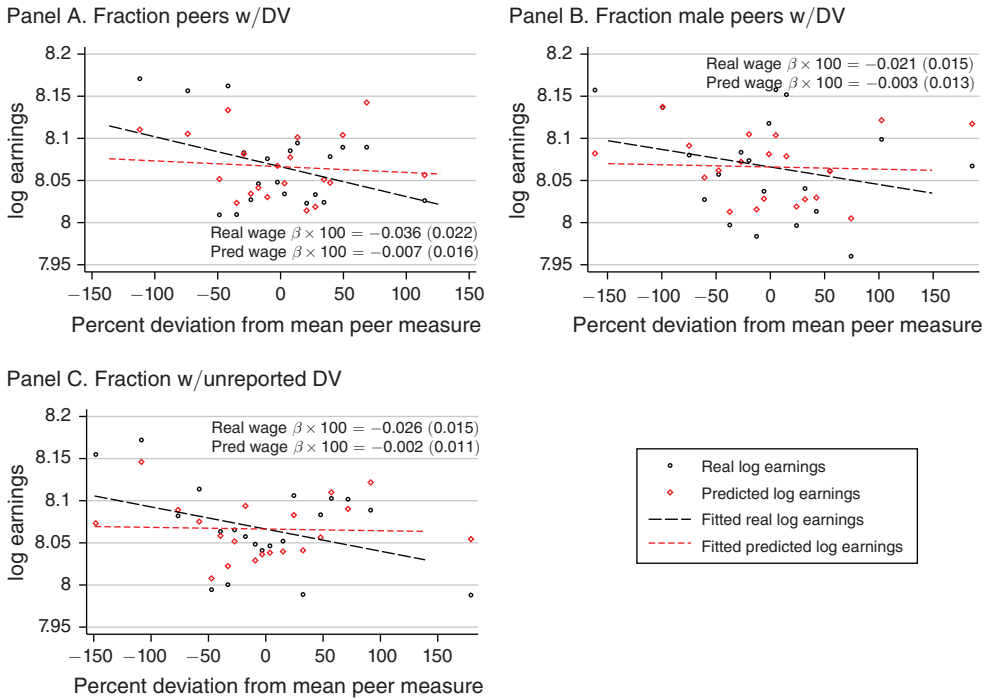 Panel A. Fraction peers w/DV
8.2
8.15
8.1
8.05
8
7.95
log earnings
Real wage β × 100 = −0.036 (0.022)
Pred wage β × 100 = −0.007 (0.016)
−150 −100 −50 0 50 100 150
Percent deviation from mean peer measure
Panel B. Fraction male peers w/DV
8.2
8.15
8.1
8.05
8
7.95
log earnings
Real wage β × 100 = −0.021 (0.015)
Pred wage β × 100 = −0.003 (0.013)
−150 −100 −50 0 50 100 150
Percent deviation from mean peer measure
Panel C. Fraction w/unreported DV
8.2
8.15
8.1
8.05
8
7.95
log earnings
Real wage β × 100 = −0.026 (0.015)
Pred wage β × 100 = −0.002 (0.011)
−150 −100 −50 0 50 100 150
Percent deviation from mean peer measure
Real log earnings
Predicted log earnings
Fitted real log earnings
Fitted predicted log earnings